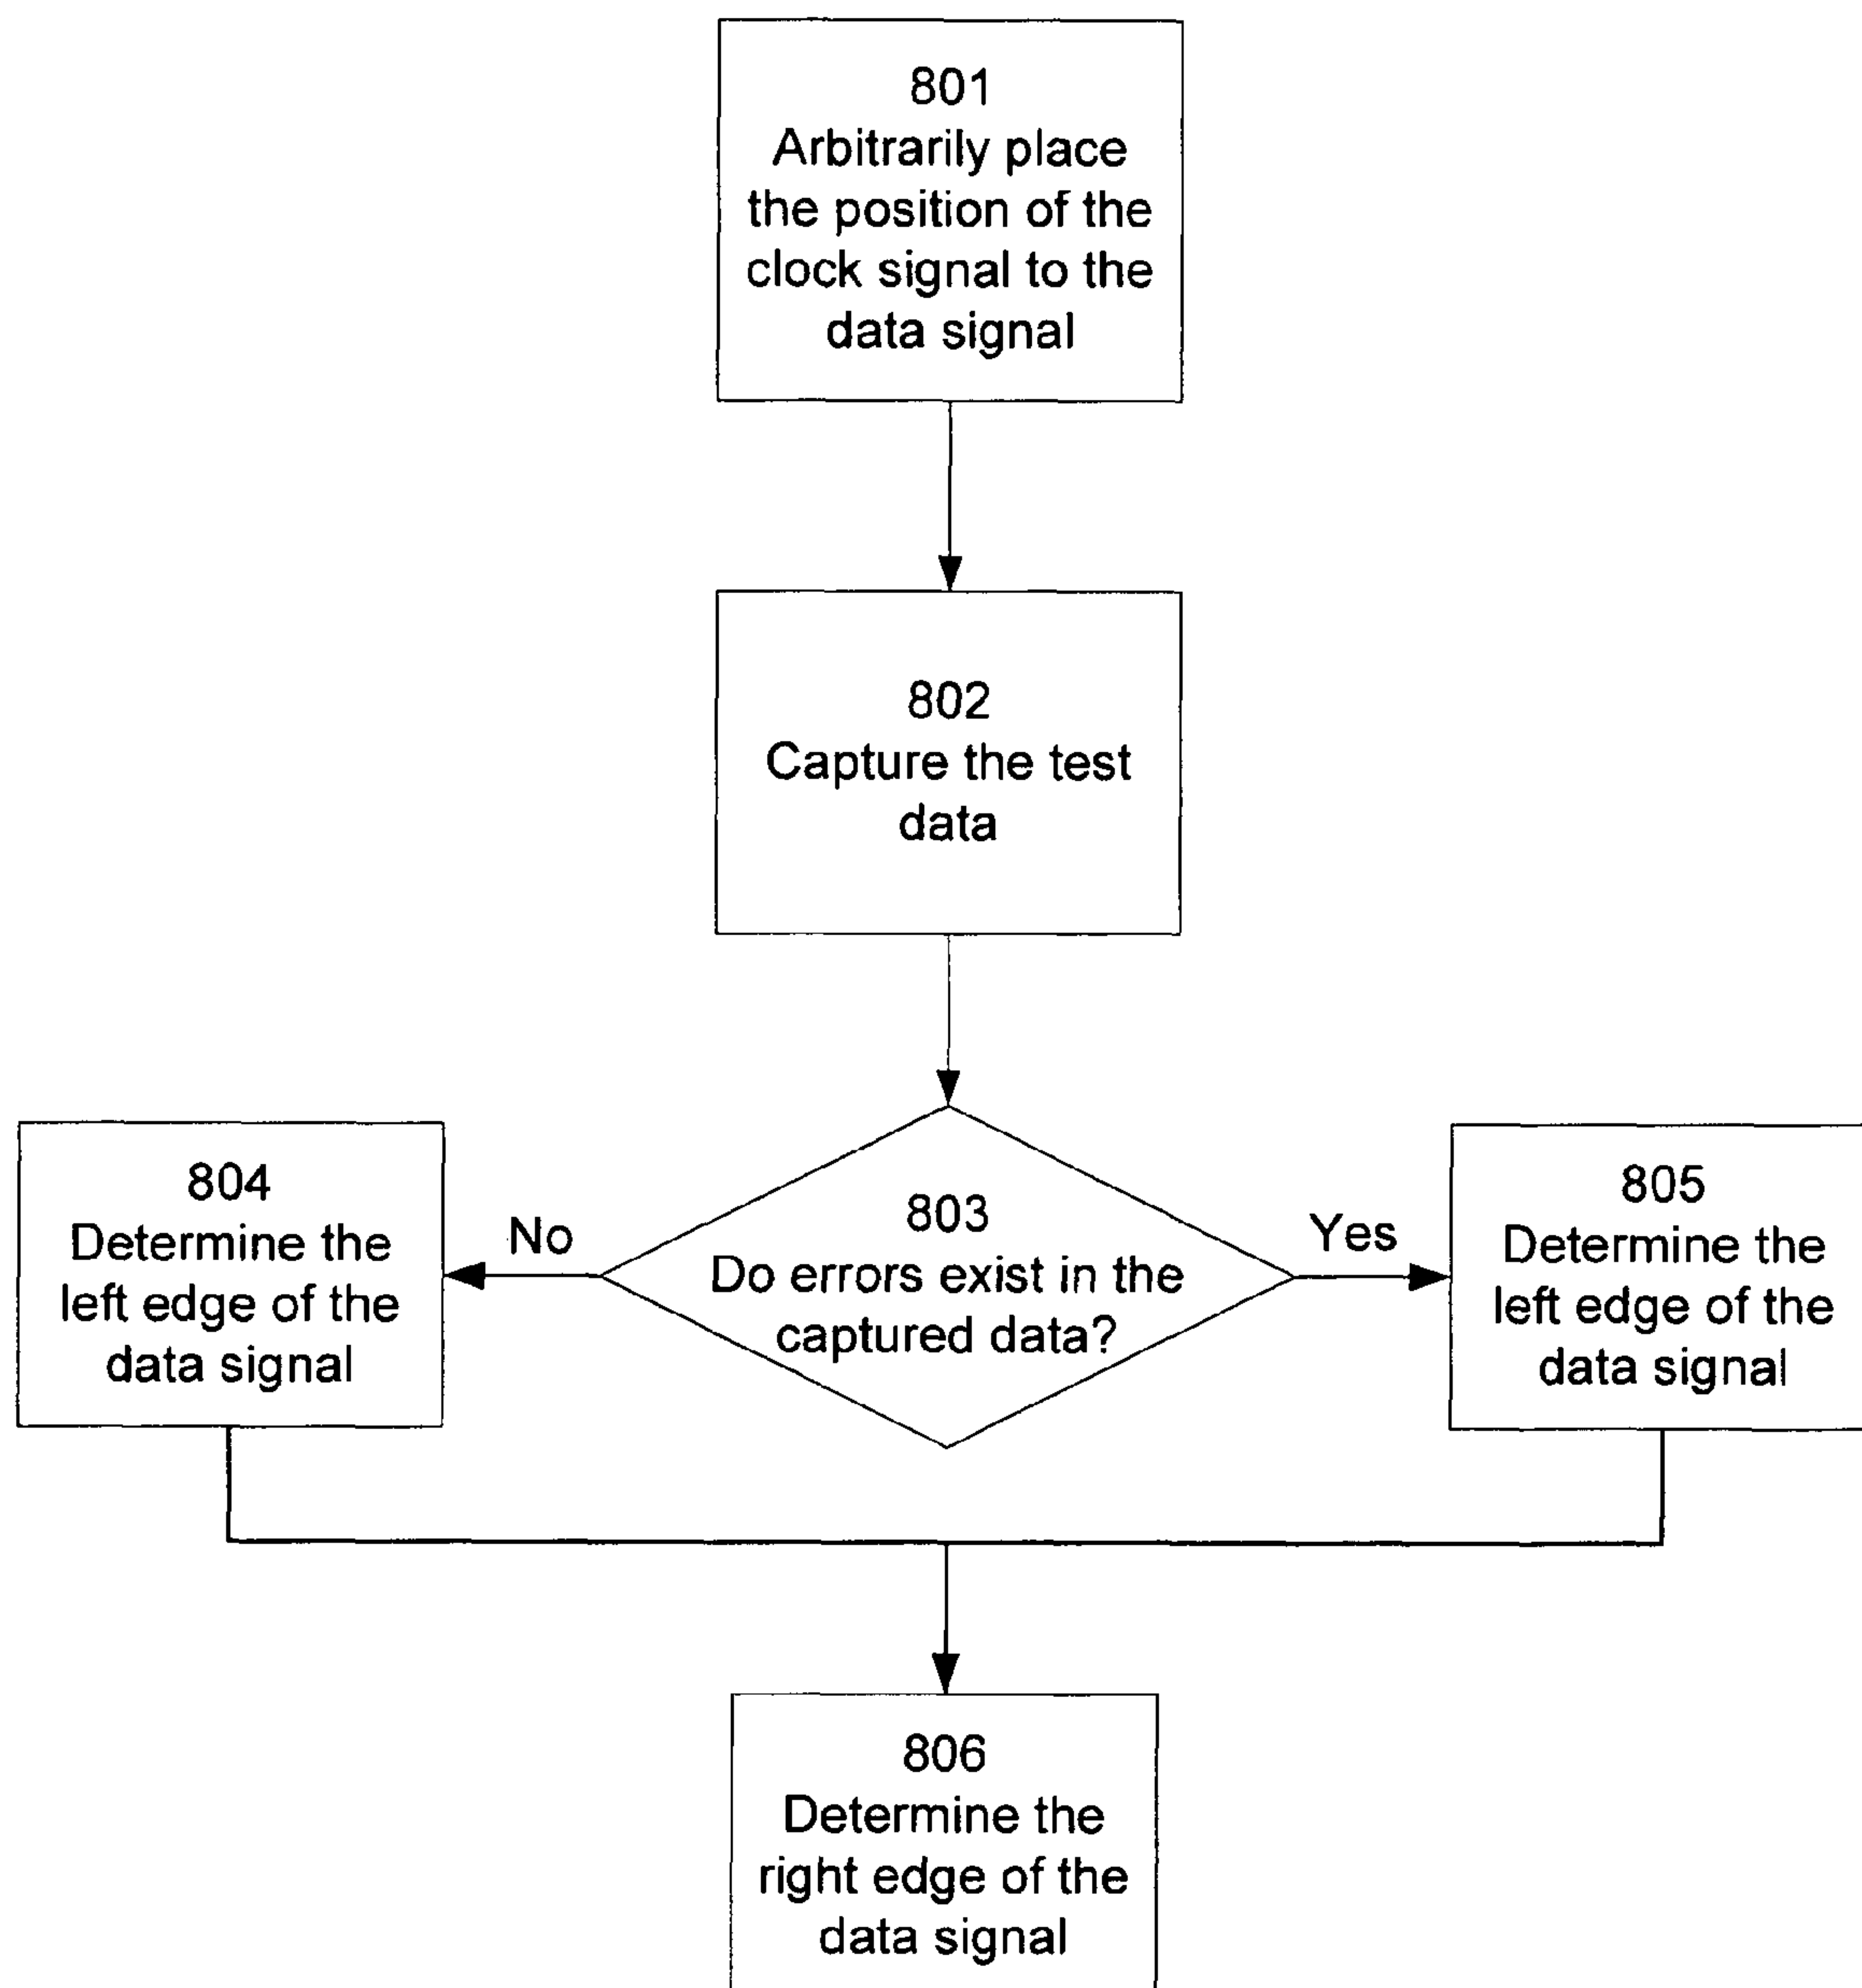 801
Arbitrarily place
the position of the
clock signal to the
data signal
802
Capture the test
data
803
Do errors exist in the
captured data?
No
Yes
804
Determine the
left edge of the
data signal
805
Determine the
left edge of the
data signal
806
Determine the
right edge of the
data signal